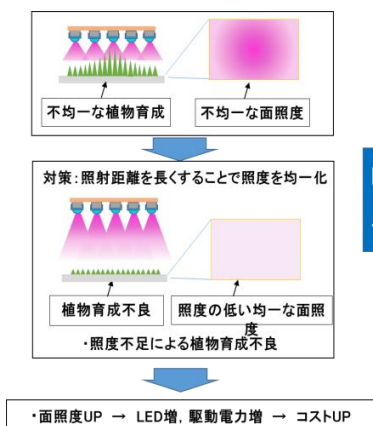 不均一な植物育成
不均一な面照度
対策:照射距離を長くすることで照度を均一化
植物育成不良
照度の低い均一な面照
度
・照度不足による植物育成不良
・面照度UP → LED増, 駆動電力増 → コストUP